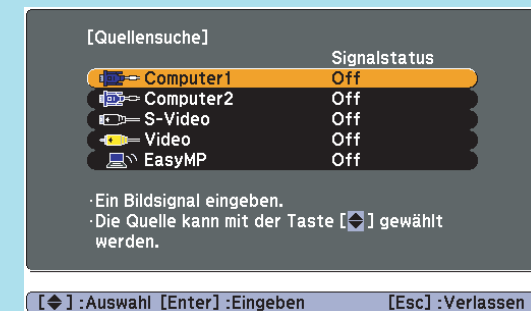 [Quellensuche]
Signalstatus
Computer1 Off
Computer2 Off
S-Video Off
Video Off
EasyMP Off
·Ein Bildsignal eingeben.
·Die Quelle kann mit der Taste [◆] gewählt
werden.
[◆] :Auswahl [Enter] :Eingeben [Esc] :Verlassen